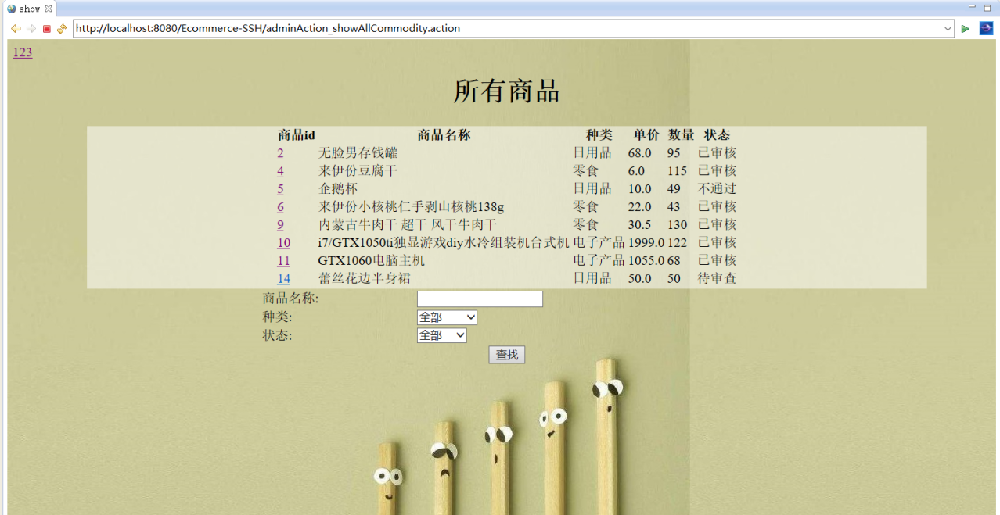 show
http://localhost:8080/Ecommerce-SSH/adminAction_showAllCommodity.action
123
所有商品
商品id 商品名称 种类 单价 数量 状态
2 无脸男存钱罐 日用品 68.0 95 已审核
4 来伊份豆腐干 零食 6.0 115 已审核
5 企鹅杯 日用品 10.0 49 不通过
6 来伊份小核桃仁手剥山核桃138g 零食 22.0 43 已审核
9 内蒙古牛肉干 超干 风干牛肉干 零食 30.5 130 已审核
10 i7/GTX1050ti独显游戏diy水冷组装机台式机 电子产品 1999.0 122 已审核
11 GTX1060电脑主机 电子产品 1055.0 68 已审核
14 蕾丝花边半身裙 日用品 50.0 50 待审查
商品名称:
种类: 全部
状态: 全部
查找